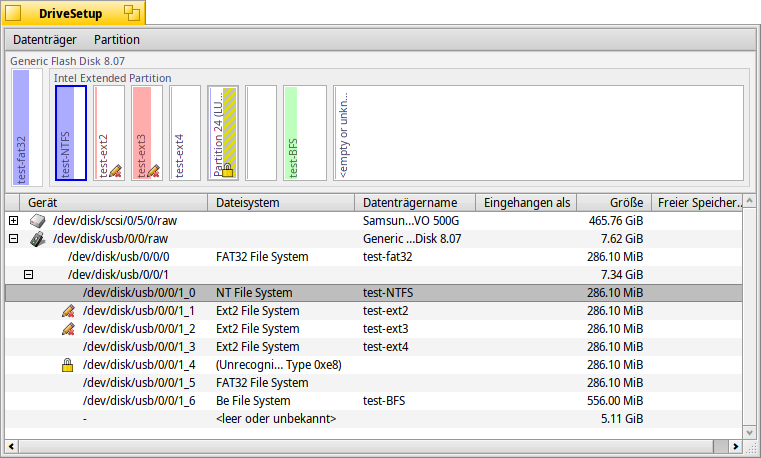 DriveSetup
Datenträger Partition
Generic Flash Disk 8.07
Intel Extended Partition
test-fat32
test-NTFS
test-ext2
test-ext3
test-ext4
Partition 24 (LU...
test-BFS
<empty or unkn...
Gerät Dateisystem Datenträgername Eingehangen als Größe Freier Speicher..
/dev/disk/scsi/0/5/0/raw Samsun...VO 500G 465.76 GiB
/dev/disk/usb/0/0/raw Generic ...Disk 8.07 7.62 GiB
/dev/disk/usb/0/0/0 FAT32 File System test-fat32 286.10 MiB
/dev/disk/usb/0/0/1 7.34 GiB
/dev/disk/usb/0/0/1_0 NT File System test-NTFS 286.10 MiB
/dev/disk/usb/0/0/1_1 Ext2 File System test-ext2 286.10 MiB
/dev/disk/usb/0/0/1_2 Ext2 File System test-ext3 286.10 MiB
/dev/disk/usb/0/0/1_3 Ext2 File System test-ext4 286.10 MiB
/dev/disk/usb/0/0/1_4 (Unrecogni... Type 0xe8) 286.10 MiB
/dev/disk/usb/0/0/1_5 FAT32 File System 286.10 MiB
/dev/disk/usb/0/0/1_6 Be File System test-BFS 556.00 MiB
- <leer oder unbekannt> 5.11 GiB